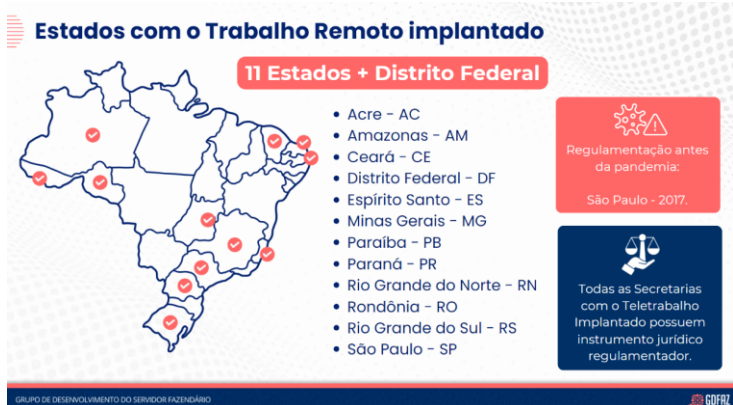 Estados com o Trabalho Remoto implantado
11 Estados + Distrito Federal
Acre - AC
Amazonas - AM
Ceará - CE
Distrito Federal - DF
Espírito Santo - ES
Minas Gerais - MG
Paraíba - PB
Paraná - PR
Rio Grande do Norte - RN
Rondônia - RO
Rio Grande do Sul - RS
São Paulo - SP
Regulamentação antes
da pandemia:
São Paulo - 2017.
Todas as Secretarias
com o Teletrabalho
Implantado possuem
instrumento jurídico
regulamentador.
GRUPO DE DESENVOLVIMENTO DO SERVIDOR FAZENDÁRIO
GDFAZ